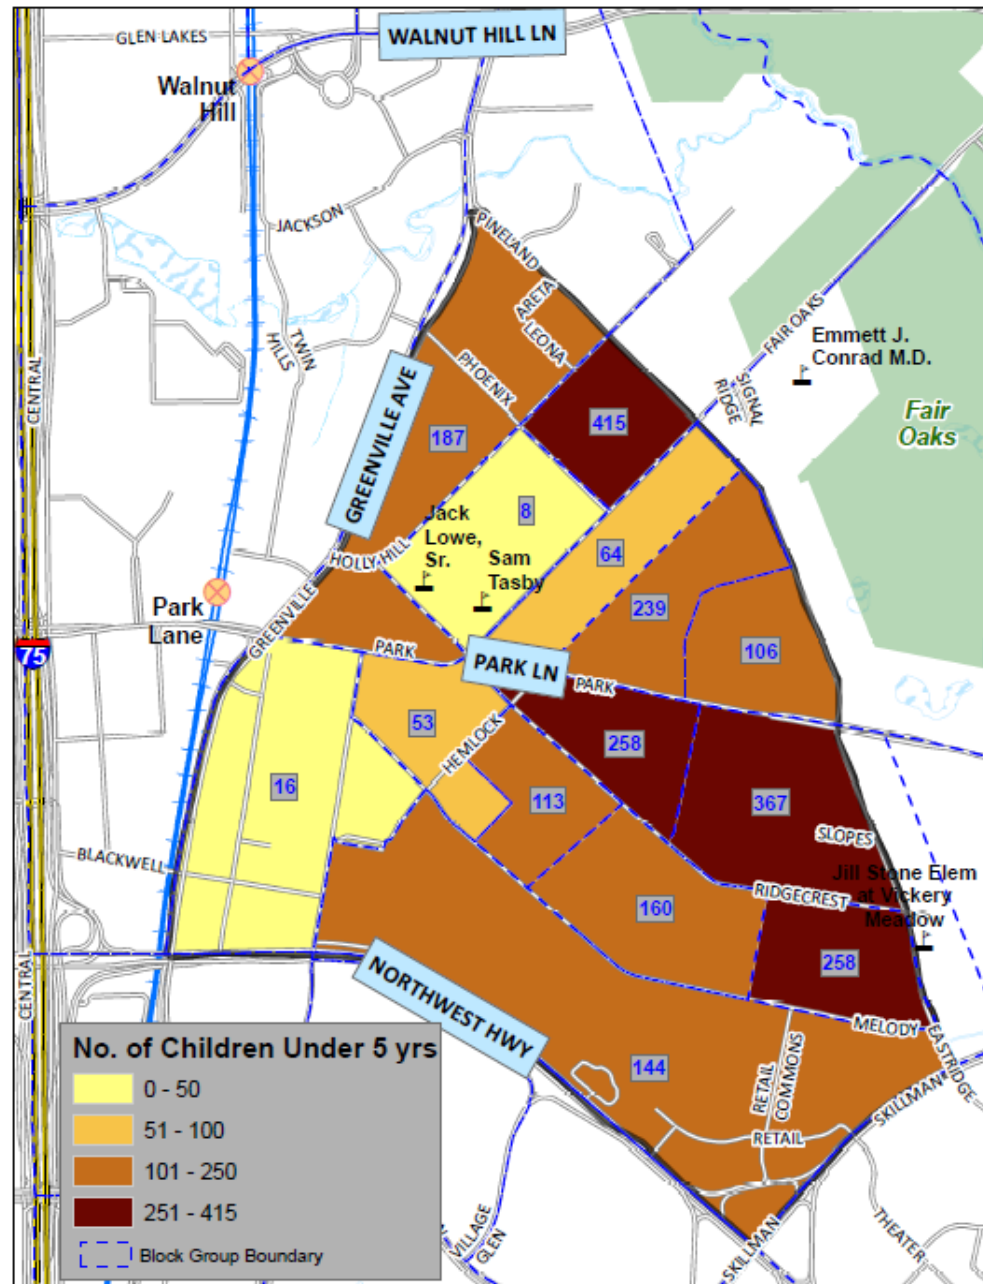 GLEN LAKES
WALNUT HILL LN
Walnut
Hill
JACKSON
PINELAND
ARETA
LEONA
TWIN
HILLS
PHOENIX
FAIR OAKS
Emmett J.
Conrad M.D.
SIGNAL
RIDGE
CENTRAL
GREENVILLE AVE
Fair
Oaks
187
415
8
Jack
Lowe,
Sr.
Sam
Tasby
64
HOLLY HILL
Park
Lane
GREENVILLE
239
106
75
PARK
PARK LN
PARK
53
HEMLOCK
258
16
113
367
SLOPES
BLACKWELL
Jill Stone Elem
at Vickery
Meadow
RIDGECREST
160
258
CENTRAL
NORTHWEST HWY
MELODY
EASTRIDGE
144
RETAIL
COMMONS
SKILLMAN
RETAIL
No. of Children Under 5 yrs
0 - 50
51 - 100
101 - 250
251 - 415
Block Group Boundary
VILLAGE
GLEN
SKILLMAN
THEATER